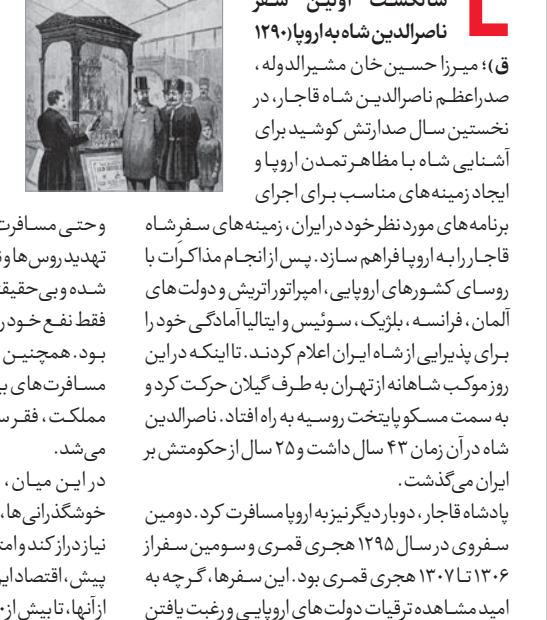 سالگشت اولین سفر
ناصرالدین شاه به اروپا (۱۲۹۰
ق)؛ میرزا حسین‌خان مشیرالدوله،
صدراعظم ناصرالدین شاه قاجار، در
نخستین سال صدارتش کوشید برای
آشنایی شاه با مظاهر تمدن اروپا و
ایجاد زمینه‌های مناسب برای اجرای
برنامه‌های مورد نظر خود در ایران، زمینه‌های سفرِ شاه
قاجار را به اروپا فراهم سازد. پس از انجام مذاکرات با
روسای کشورهای اروپایی، امپراتور اتریش و دولت‌های
آلمان، فرانسه، بلژیک، سوئیس و ایتالیا آمادگی خود را
برای پذیرایی از شاه ایران اعلام کردند. تا اینکه در این
روز موکب شاهانه از تهران به طرف گیلان حرکت کرد و
به سمت مسکو پایتخت روسیه به راه افتاد. ناصرالدین
شاه در آن زمان ۴۳ سال داشت و ۲۵ سال از حکومتش بر
ایران می‌گذشت.
پادشاه قاجار، دوبار دیگر نیز به اروپا مسافرت کرد. دومین
سفر وی در سال ۱۲۹۵ هجری قمری و سومین سفر از
۱۳۰۶ تا ۱۳۰۷ هجری قمری بود. این سفرها، گرچه به
امید مشاهده ترقیات دولت‌های اروپایی و رغبت یافتن
و حتی مسافرت
تهدید روس‌ها و
شده و بی‌حقیقت
فقط نفع خود ر
بود. همچنین
مسافرت‌های
مملکت، فقر
می‌شد.
در این میان،
خوشگذرانی‌ها،
نیاز دراز کند و
پیش، اقتصاد
از آنها، تا بیش از